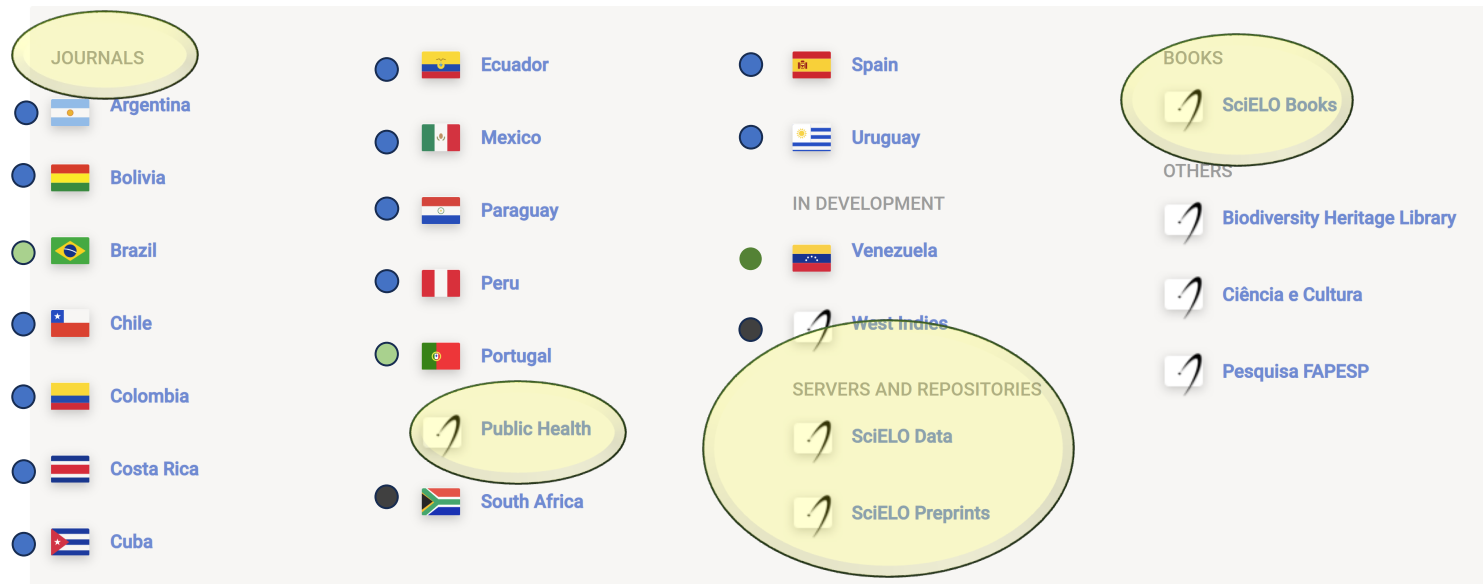 JOURNALS
Argentina
Bolivia
Brazil
Chile
Colombia
Costa Rica
Cuba
Ecuador
Mexico
Paraguay
Peru
Portugal
Public Health
South Africa
Spain
Uruguay
IN DEVELOPMENT
Venezuela
West Indies
SERVERS AND REPOSITORIES
SciELO Data
SciELO Preprints
BOOKS
SciELO Books
OTHERS
Biodiversity Heritage Library
Ciência e Cultura
Pesquisa FAPESP